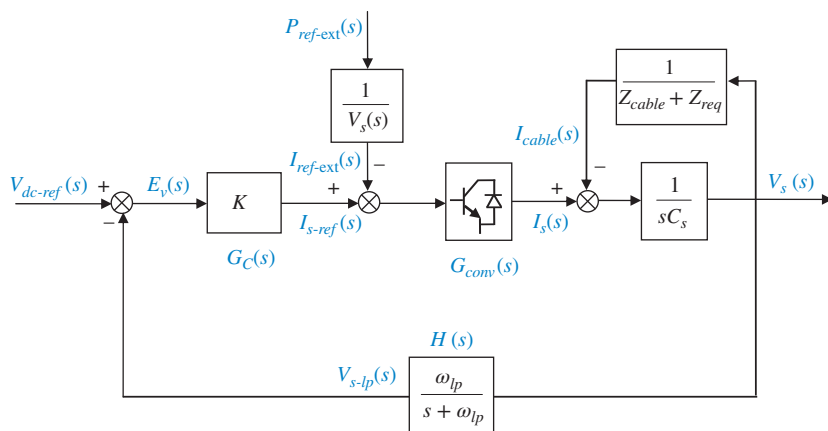 P_ref-ext(s)
1
V_s(s)
1
Z_cable + Z_req
I_cable(s)
I_ref-ext(s)
V_dc-ref(s)
+
−
E_v(s)
K
G_C(s)
+
−
I_s-ref(s)
G_conv(s)
+
−
I_s(s)
1
sC_s
V_s(s)
H(s)
V_s-lp(s)
ω_lp
s + ω_lp